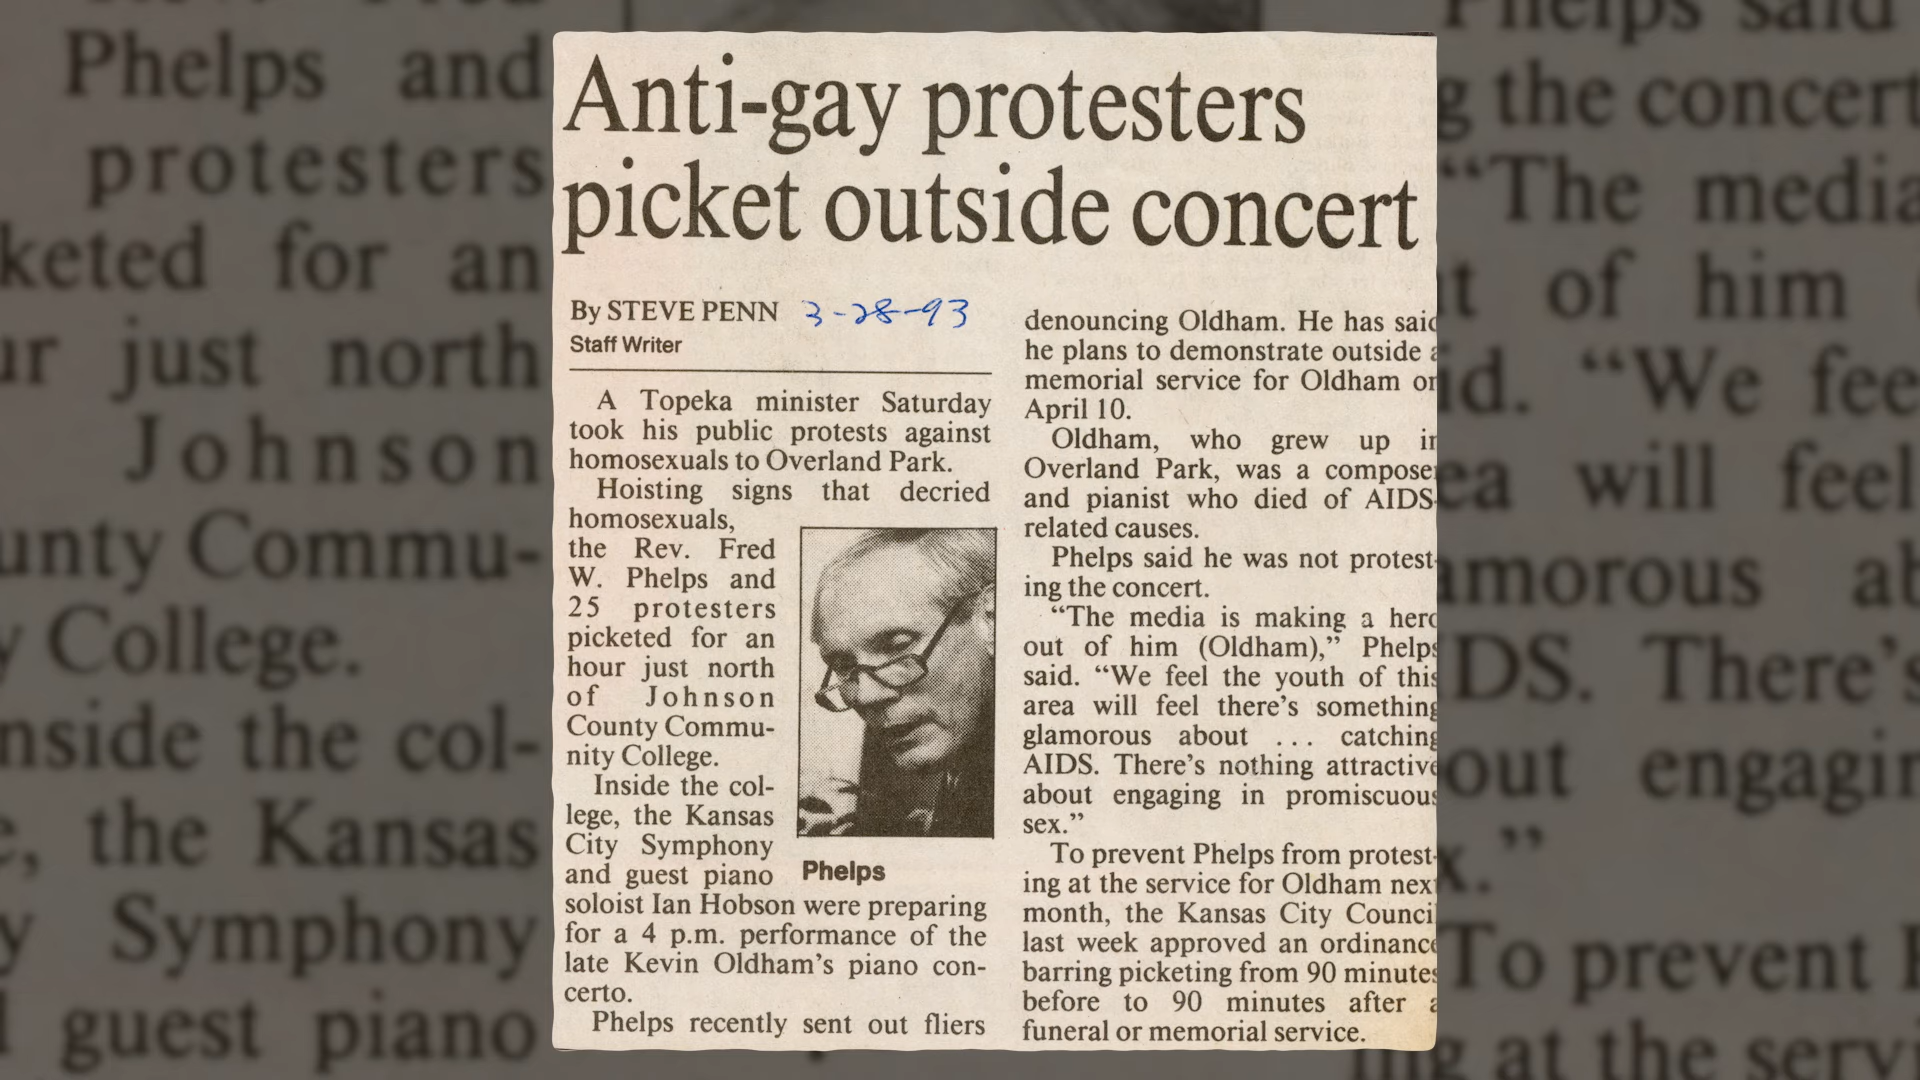 Anti-gay protesters
picket outside concert
By STEVE PENN 3-28-93
Staff Writer
A Topeka minister Saturday
took his public protests against
homosexuals to Overland Park.
Hoisting signs that decried
homosexuals,
the Rev. Fred
W. Phelps and
25 protesters
picketed for an
hour just north
of Johnson
County Commu-
nity College.
Inside the col-
lege, the Kansas
City Symphony
and guest piano
soloist Ian Hobson were preparing
for a 4 p.m. performance of the
late Kevin Oldham's piano con-
certo.
Phelps recently sent out fliers
Phelps
denouncing Oldham. He has said
he plans to demonstrate outside a
memorial service for Oldham on
April 10.
Oldham, who grew up in
Overland Park, was a composer
and pianist who died of AIDS-
related causes.
Phelps said he was not protest-
ing the concert.
“The media is making a hero
out of him (Oldham),” Phelps
said. “We feel the youth of this
area will feel there's something
glamorous about ... catching
AIDS. There's nothing attractive
about engaging in promiscuous
sex.”
To prevent Phelps from protest-
ing at the service for Oldham next
month, the Kansas City Council
last week approved an ordinance
barring picketing from 90 minutes
before to 90 minutes after a
funeral or memorial service.